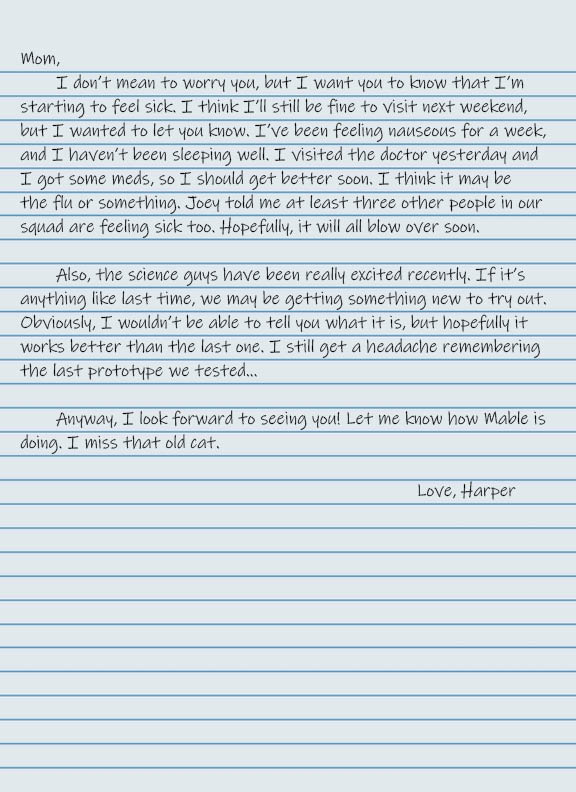 Mom,
I don't mean to worry you, but I want you to know that I'm
starting to feel sick. I think I'll still be fine to visit next weekend,
but I wanted to let you know. I've been feeling nauseous for a week,
and I haven't been sleeping well. I visited the doctor yesterday and
I got some meds, so I should get better soon. I think it may be
the flu or something. Joey told me at least three other people in our
squad are feeling sick too. Hopefully, it will all blow over soon.
Also, the science guys have been really excited recently. If it's
anything like last time, we may be getting something new to try out.
Obviously, I wouldn't be able to tell you what it is, but hopefully it
works better than the last one. I still get a headache remembering
the last prototype we tested...
Anyway, I look forward to seeing you! Let me know how Mable is
doing. I miss that old cat.
Love, Harper